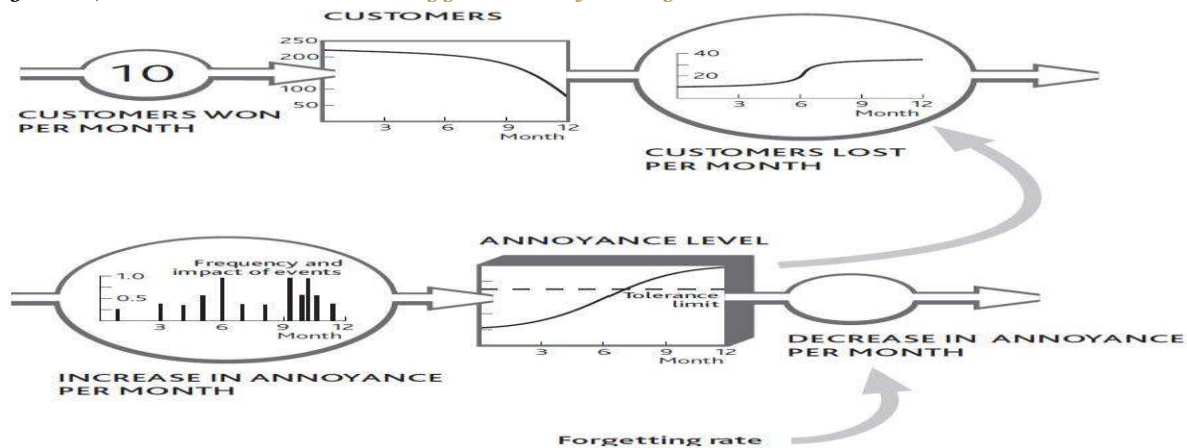 CUSTOMERS
250
200
100
50
3 6 9 12
Month
10
CUSTOMERS WON
PER MONTH
40
20
3 6 9 12
Month
CUSTOMERS LOST
PER MONTH
Frequency and
impact of events
1.0
0.5
3 6 9 12
Month
INCREASE IN ANNOYANCE
PER MONTH
ANNOYANCE LEVEL
Tolerance
limit
3 6 9 12
Month
DECREASE IN ANNOYANCE
PER MONTH
Forgetting rate